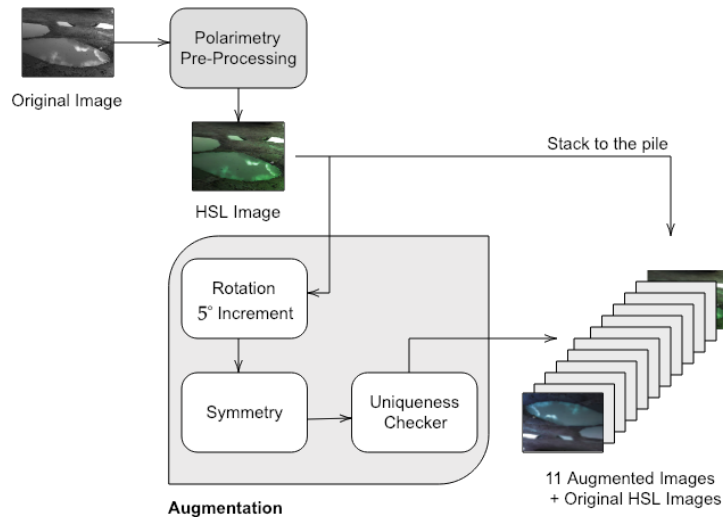 Polarimetry
Pre-Processing
Original Image
Stack to the pile
HSL Image
Rotation
5° Increment
Symmetry
Uniqueness
Checker
11 Augmented Images
+ Original HSL Images
Augmentation